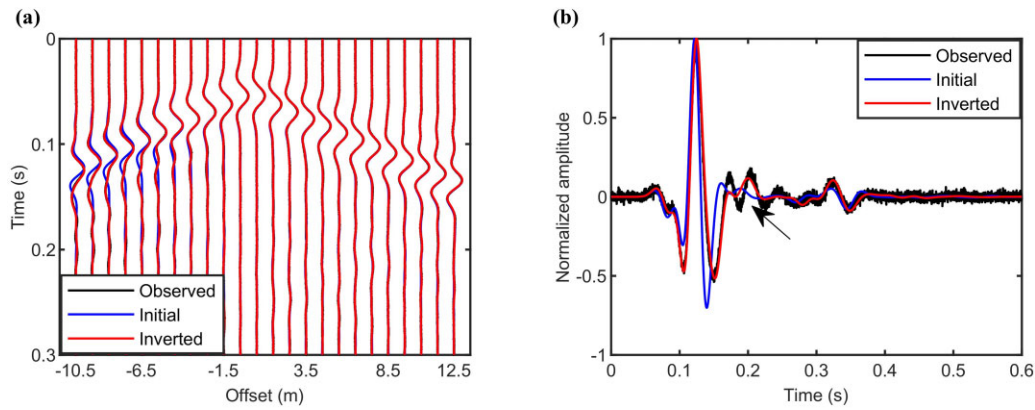 (a)
0
0.1
0.2
0.3
Time (s)
-10.5
-6.5
-1.5
3.5
8.5
12.5
Offset (m)
Observed
Initial
Inverted
(b)
1
0.5
0
-0.5
-1
Normalized amplitude
0
0.1
0.2
0.3
0.4
0.5
0.6
Time (s)
Observed
Initial
Inverted